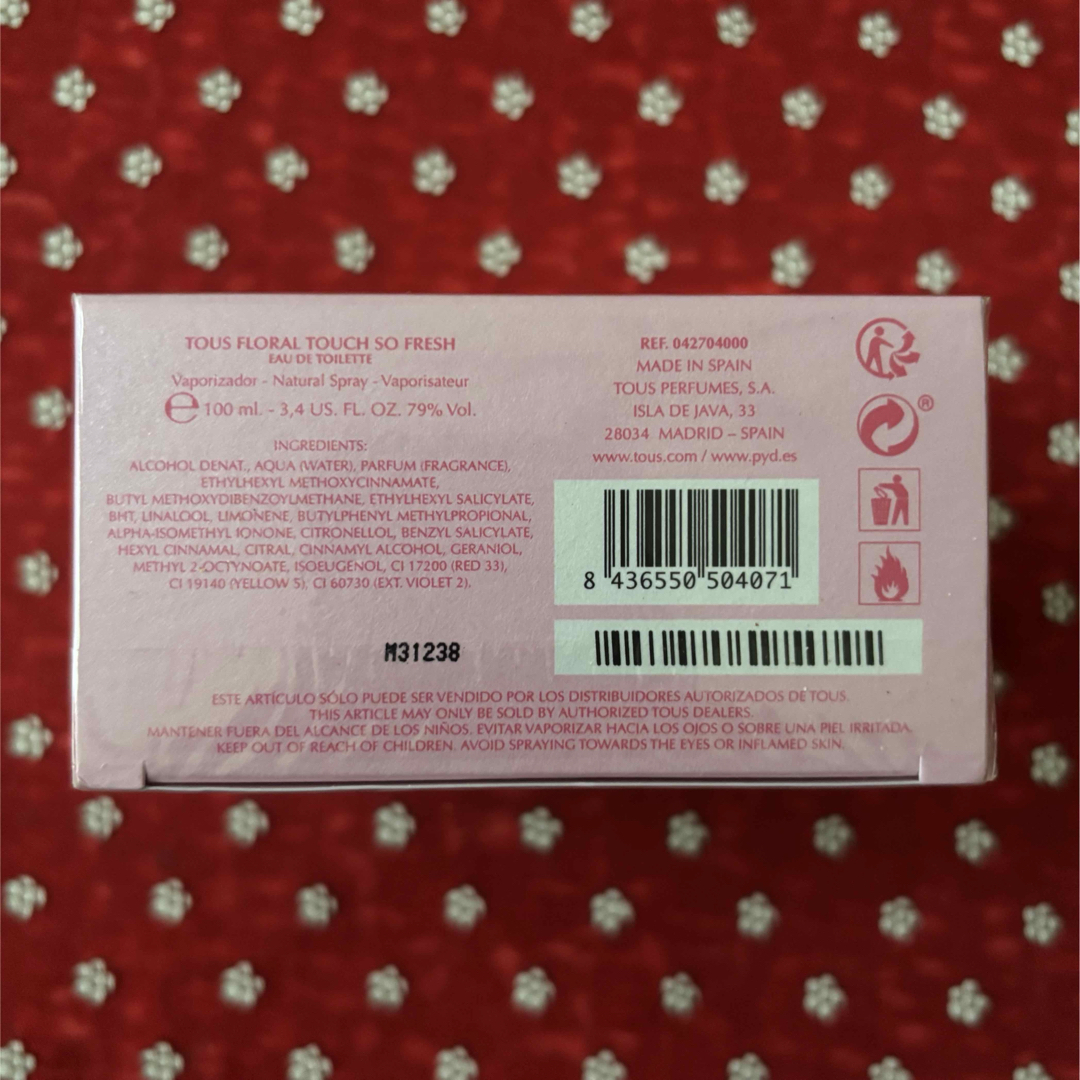 TOUS FLORAL TOUCH SO FRESH
EAU DE TOILETTE
Vaporizador - Natural Spray - Vaporisateur
℮ 100 ml. - 3,4 US. FL. OZ. 79% Vol.
INGREDIENTS:
ALCOHOL DENAT., AQUA (WATER), PARFUM (FRAGRANCE),
ETHYLHEXYL METHOXYCINNAMATE,
BUTYL METHOXYDIBENZOYLMETHANE, ETHYLHEXYL SALICYLATE,
BHT, LINALOOL, LIMONENE, BUTYLPHENYL METHYLPROPIONAL,
ALPHA-ISOMETHYL IONONE, CITRONELLOL, BENZYL SALICYLATE,
HEXYL CINNAMAL, CITRAL, CINNAMYL ALCOHOL, GERANIOL,
METHYL 2-OCTYNOATE, ISOEUGENOL, CI 17200 (RED 33),
CI 19140 (YELLOW 5), CI 60730 (EXT. VIOLET 2).
M31238
REF. 042704000
MADE IN SPAIN
TOUS PERFUMES, S.A.
ISLA DE JAVA, 33
28034 MADRID – SPAIN
www.tous.com / www.pyd.es
®
8 436550 504071
ESTE ARTÍCULO SÓLO PUEDE SER VENDIDO POR LOS DISTRIBUIDORES AUTORIZADOS DE TOUS.
THIS ARTICLE MAY ONLY BE SOLD BY AUTHORIZED TOUS DEALERS.
MANTENER FUERA DEL ALCANCE DE LOS NIÑOS. EVITAR VAPORIZAR HACIA LOS OJOS O SOBRE UNA PIEL IRRITADA.
KEEP OUT OF REACH OF CHILDREN. AVOID SPRAYING TOWARDS THE EYES OR INFLAMED SKIN.